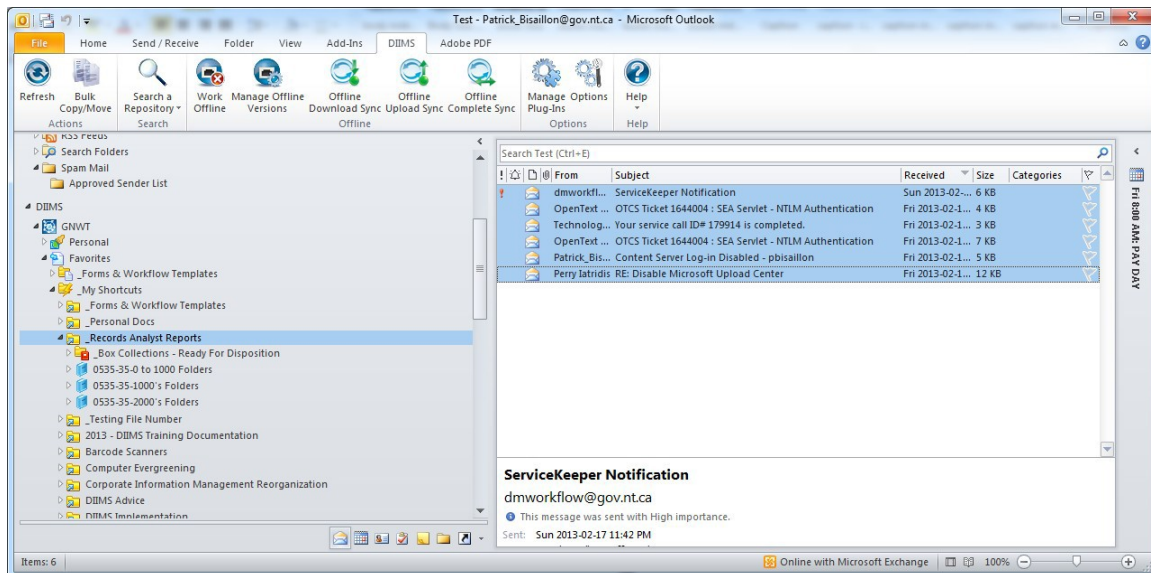 Test - Patrick_Bisaillon@gov.nt.ca - Microsoft Outlook
File Home Send / Receive Folder View Add-Ins DIIMS Adobe PDF
Refresh Bulk Copy/Move Search a Repository Work Offline Manage Offline Versions Offline Download Sync Offline Upload Sync Offline Complete Sync Manage Plug-Ins Options Help
Actions Search Offline Options Help
RSS Feeds
Search Folders
Spam Mail
Approved Sender List
DIIMS
GNWT
Personal
Favorites
_Forms & Workflow Templates
_My Shortcuts
_Forms & Workflow Templates
_Personal Docs
_Records Analyst Reports
_Box Collections - Ready For Disposition
0535-35-0 to 1000 Folders
0535-35-1000's Folders
0535-35-2000's Folders
_Testing File Number
2013 - DIIMS Training Documentation
Barcode Scanners
Computer Evergreening
Corporate Information Management Reorganization
DIIMS Advice
DIIMS Implementation
Search Test (Ctrl+E)
From Subject Received Size Categories
dmworkfl... ServiceKeeper Notification Sun 2013-02-... 6 KB
OpenText ... OTCS Ticket 1644004 : SEA Servlet - NTLM Authentication Fri 2013-02-1... 4 KB
Technolog... Your service call ID# 179914 is completed. Fri 2013-02-1... 3 KB
OpenText ... OTCS Ticket 1644004 : SEA Servlet - NTLM Authentication Fri 2013-02-1... 7 KB
Patrick_Bis... Content Server Log-in Disabled - pbisaillon Fri 2013-02-1... 5 KB
Perry Iatridis RE: Disable Microsoft Upload Center Fri 2013-02-1... 12 KB
ServiceKeeper Notification
dmworkflow@gov.nt.ca
This message was sent with High importance.
Sent: Sun 2013-02-17 11:42 PM
Fri 8:00 AM: PAY DAY
Items: 6 Online with Microsoft Exchange 100%